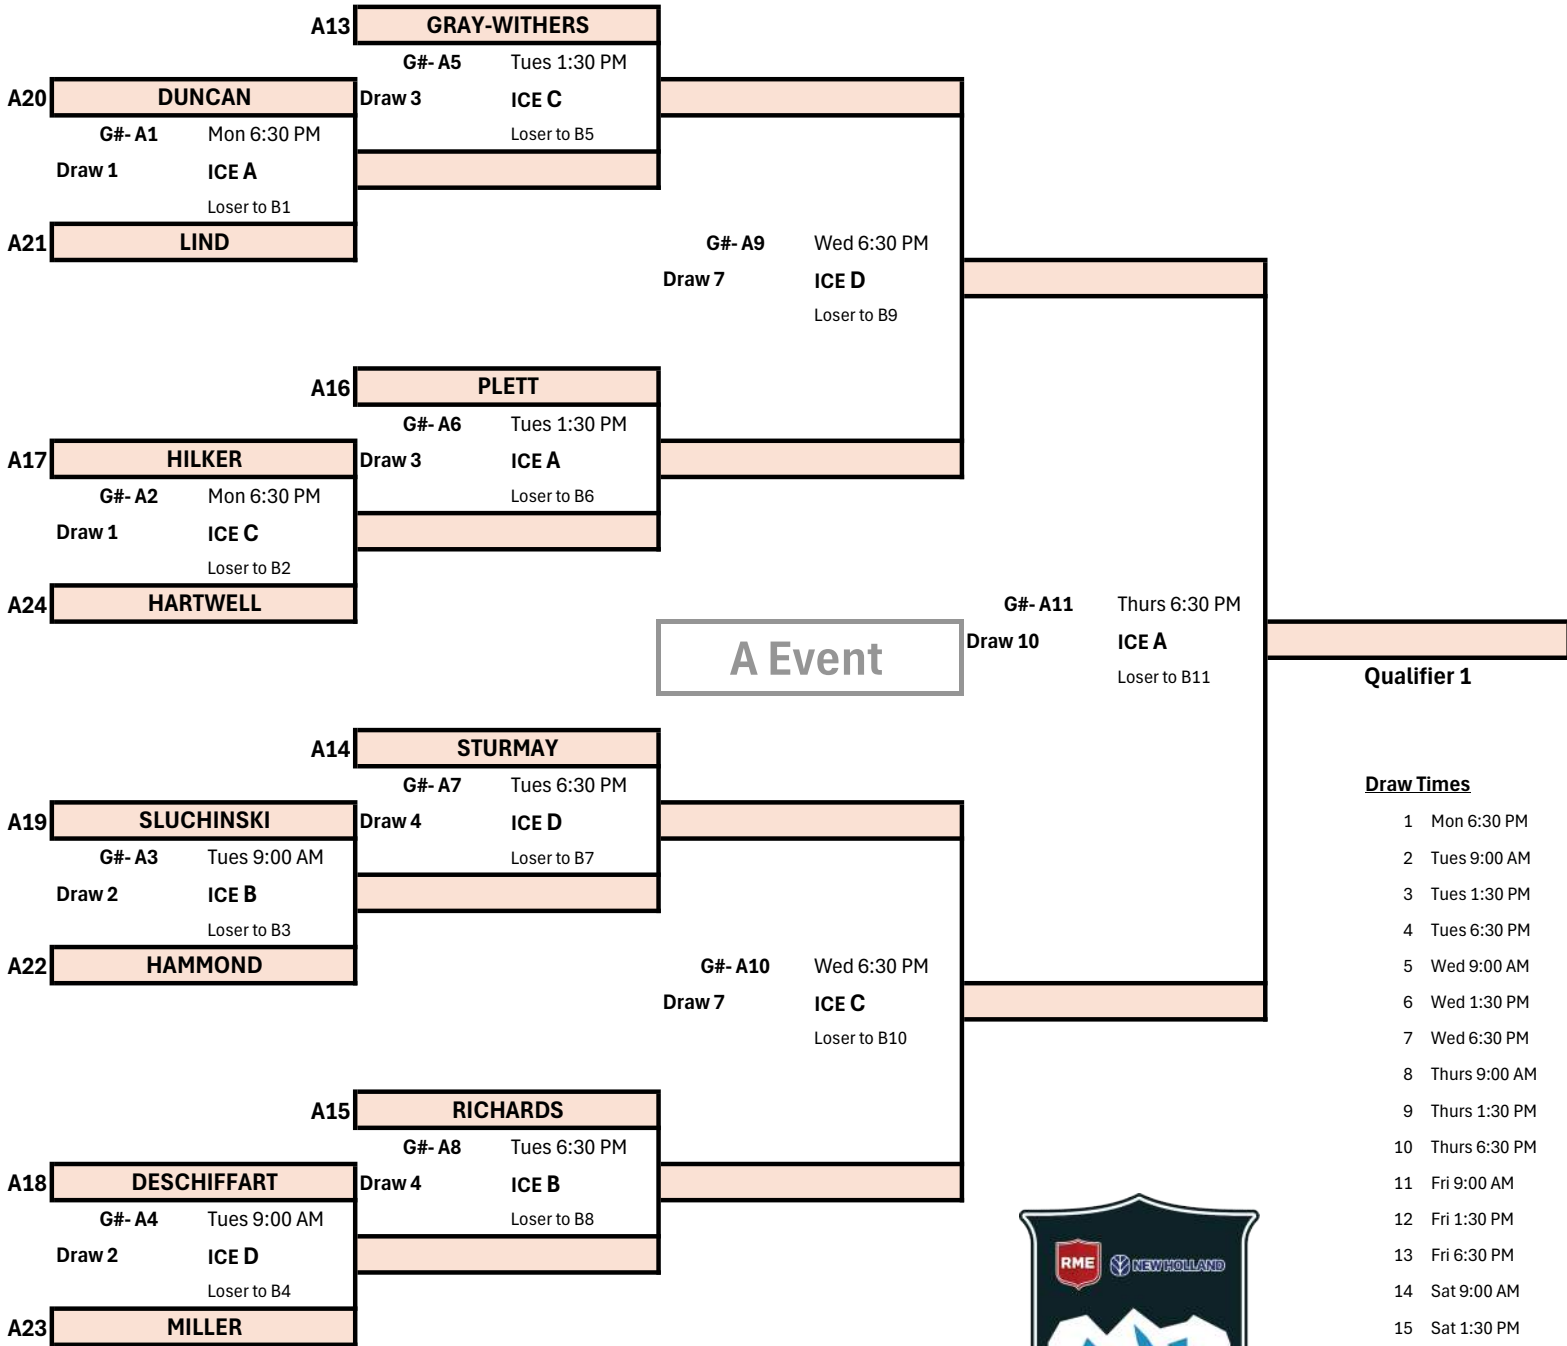 A13 GRAY-WITHERS
G#- A5 Tues 1:30 PM
A20 DUNCAN Draw 3 ICE C
G#- A1 Mon 6:30 PM Loser to B5
Draw 1 ICE A
Loser to B1
A21 LIND G#- A9 Wed 6:30 PM
Draw 7 ICE D
Loser to B9
A16 PLETT
G#- A6 Tues 1:30 PM
A17 HILKER Draw 3 ICE A
G#- A2 Mon 6:30 PM Loser to B6
Draw 1 ICE C
Loser to B2
A24 HARTWELL G#- A11 Thurs 6:30 PM
A Event Draw 10 ICE A
Loser to B11 Qualifier 1
A14 STURMAY
G#- A7 Tues 6:30 PM Draw Times
A19 SLUCHINSKI Draw 4 ICE D 1 Mon 6:30 PM
G#- A3 Tues 9:00 AM Loser to B7 2 Tues 9:00 AM
Draw 2 ICE B 3 Tues 1:30 PM
Loser to B3 4 Tues 6:30 PM
A22 HAMMOND G#- A10 Wed 6:30 PM 5 Wed 9:00 AM
Draw 7 ICE C 6 Wed 1:30 PM
Loser to B10 7 Wed 6:30 PM
8 Thurs 9:00 AM
A15 RICHARDS 9 Thurs 1:30 PM
G#- A8 Tues 6:30 PM 10 Thurs 6:30 PM
A18 DESCHIFFART Draw 4 ICE B 11 Fri 9:00 AM
G#- A4 Tues 9:00 AM Loser to B8 12 Fri 1:30 PM
Draw 2 ICE D RME NEW HOLLAND 13 Fri 6:30 PM
Loser to B4 14 Sat 9:00 AM
A23 MILLER 15 Sat 1:30 PM